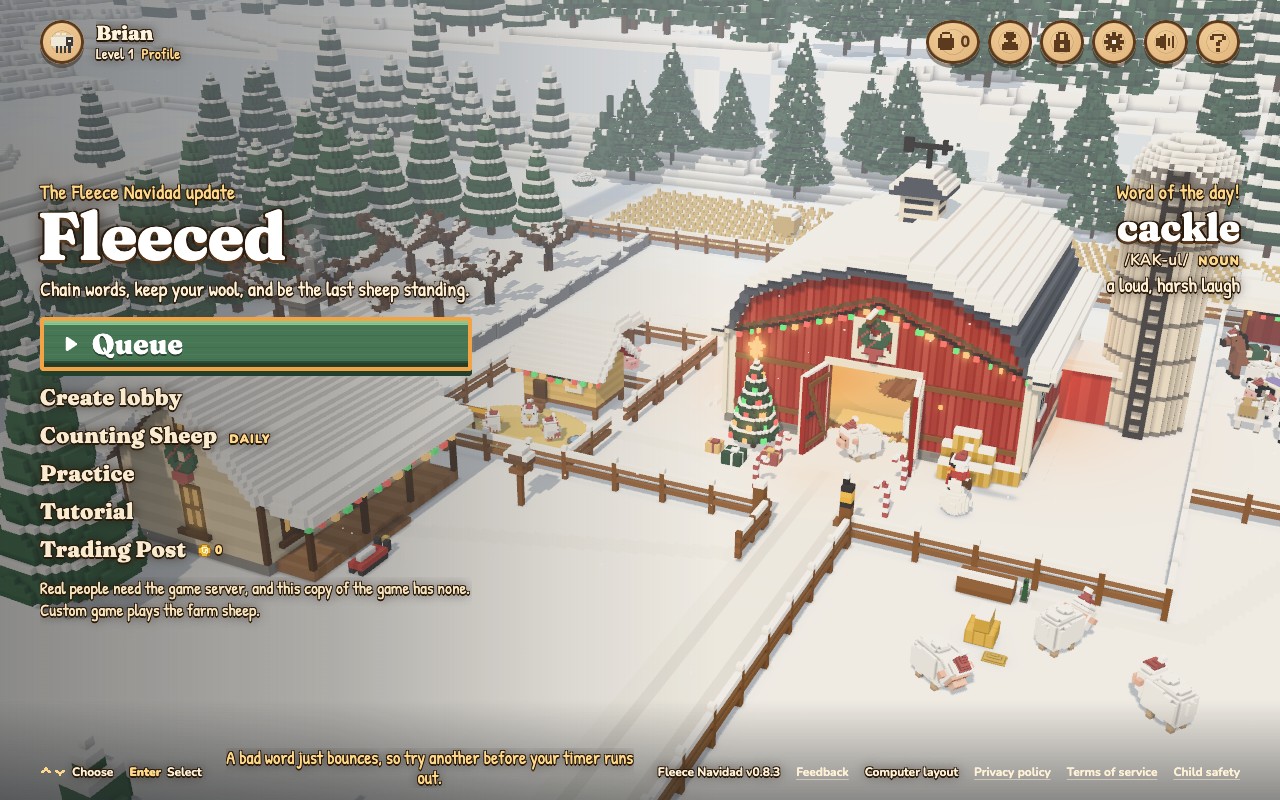 Brian
Level 1 Profile
0
The Fleece Navidad update
Fleeced
Chain words, keep your wool, and be the last sheep standing.
Queue
Create lobby
Counting Sheep DAILY
Practice
Tutorial
Trading Post 0
Real people need the game server, and this copy of the game has none.
Custom game plays the farm sheep.
Word of the day!
cackle
/KAK-ul/ NOUN
a loud, harsh laugh
Choose Enter Select
A bad word just bounces, so try another before your timer runs
out.
Fleece Navidad v0.8.3 Feedback Computer layout Privacy policy Terms of service Child safety